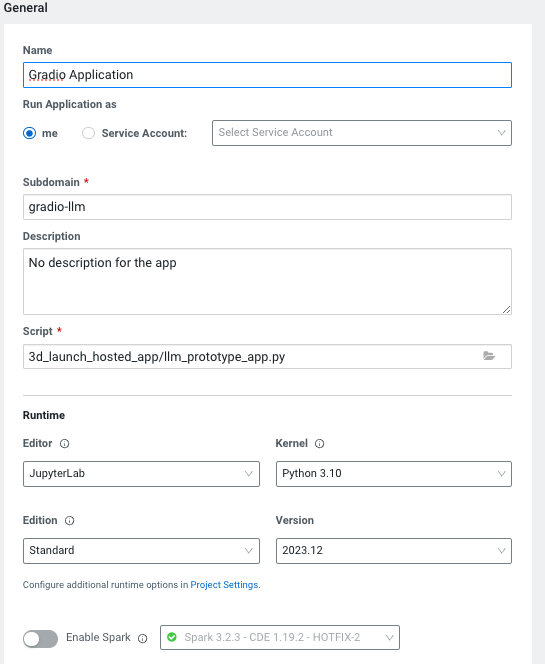 General
Name
Gradio Application
Run Application as
me
Service Account:
Select Service Account
Subdomain *
gradio-llm
Description
No description for the app
Script *
3d_launch_hosted_app/llm_prototype_app.py
Runtime
Editor
Kernel
JupyterLab
Python 3.10
Edition
Version
Standard
2023.12
Configure additional runtime options in Project Settings.
Enable Spark
Spark 3.2.3 - CDE 1.19.2 - HOTFIX-2